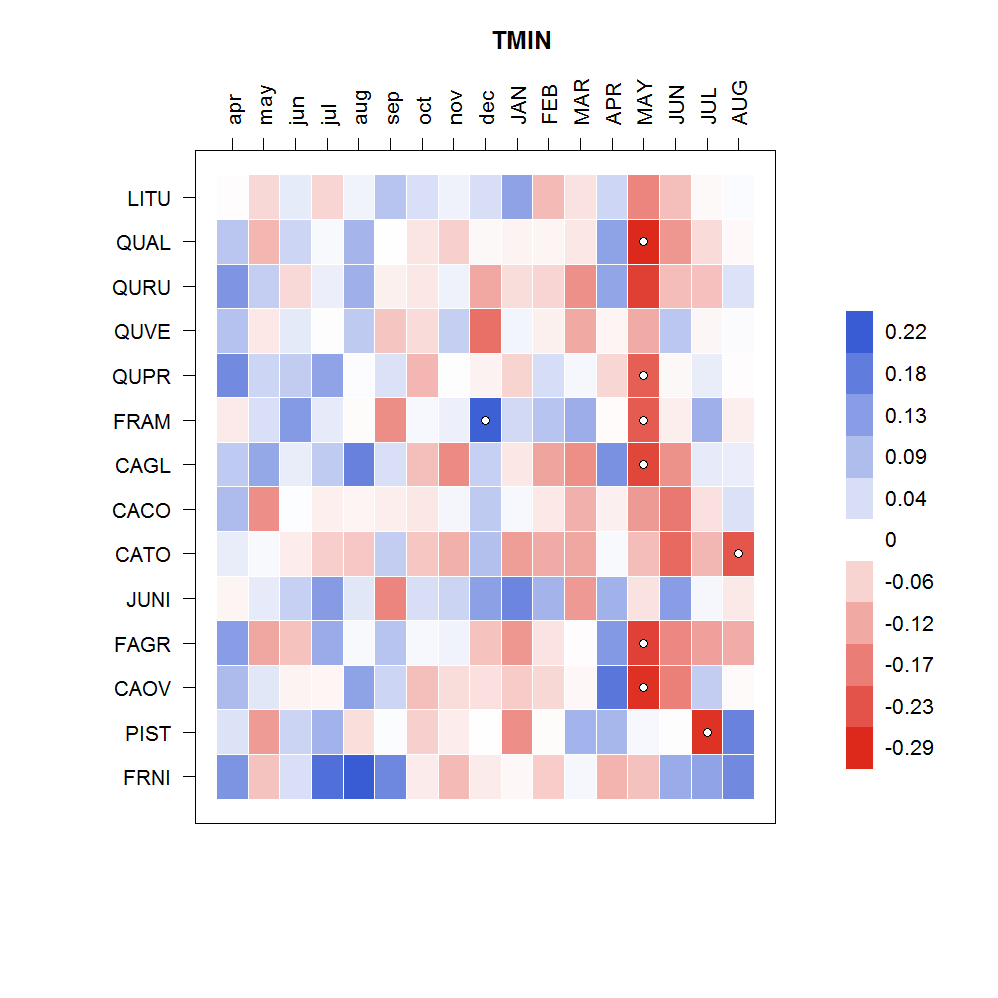 TMIN
apr may jun jul aug sep oct nov dec JAN FEB MAR APR MAY JUN JUL AUG
LITU
QUAL
QURU
QUVE
QUPR
FRAM
CAGL
CACO
CATO
JUNI
FAGR
CAOV
PIST
FRNI
0.22
0.18
0.13
0.09
0.04
0
-0.06
-0.12
-0.17
-0.23
-0.29